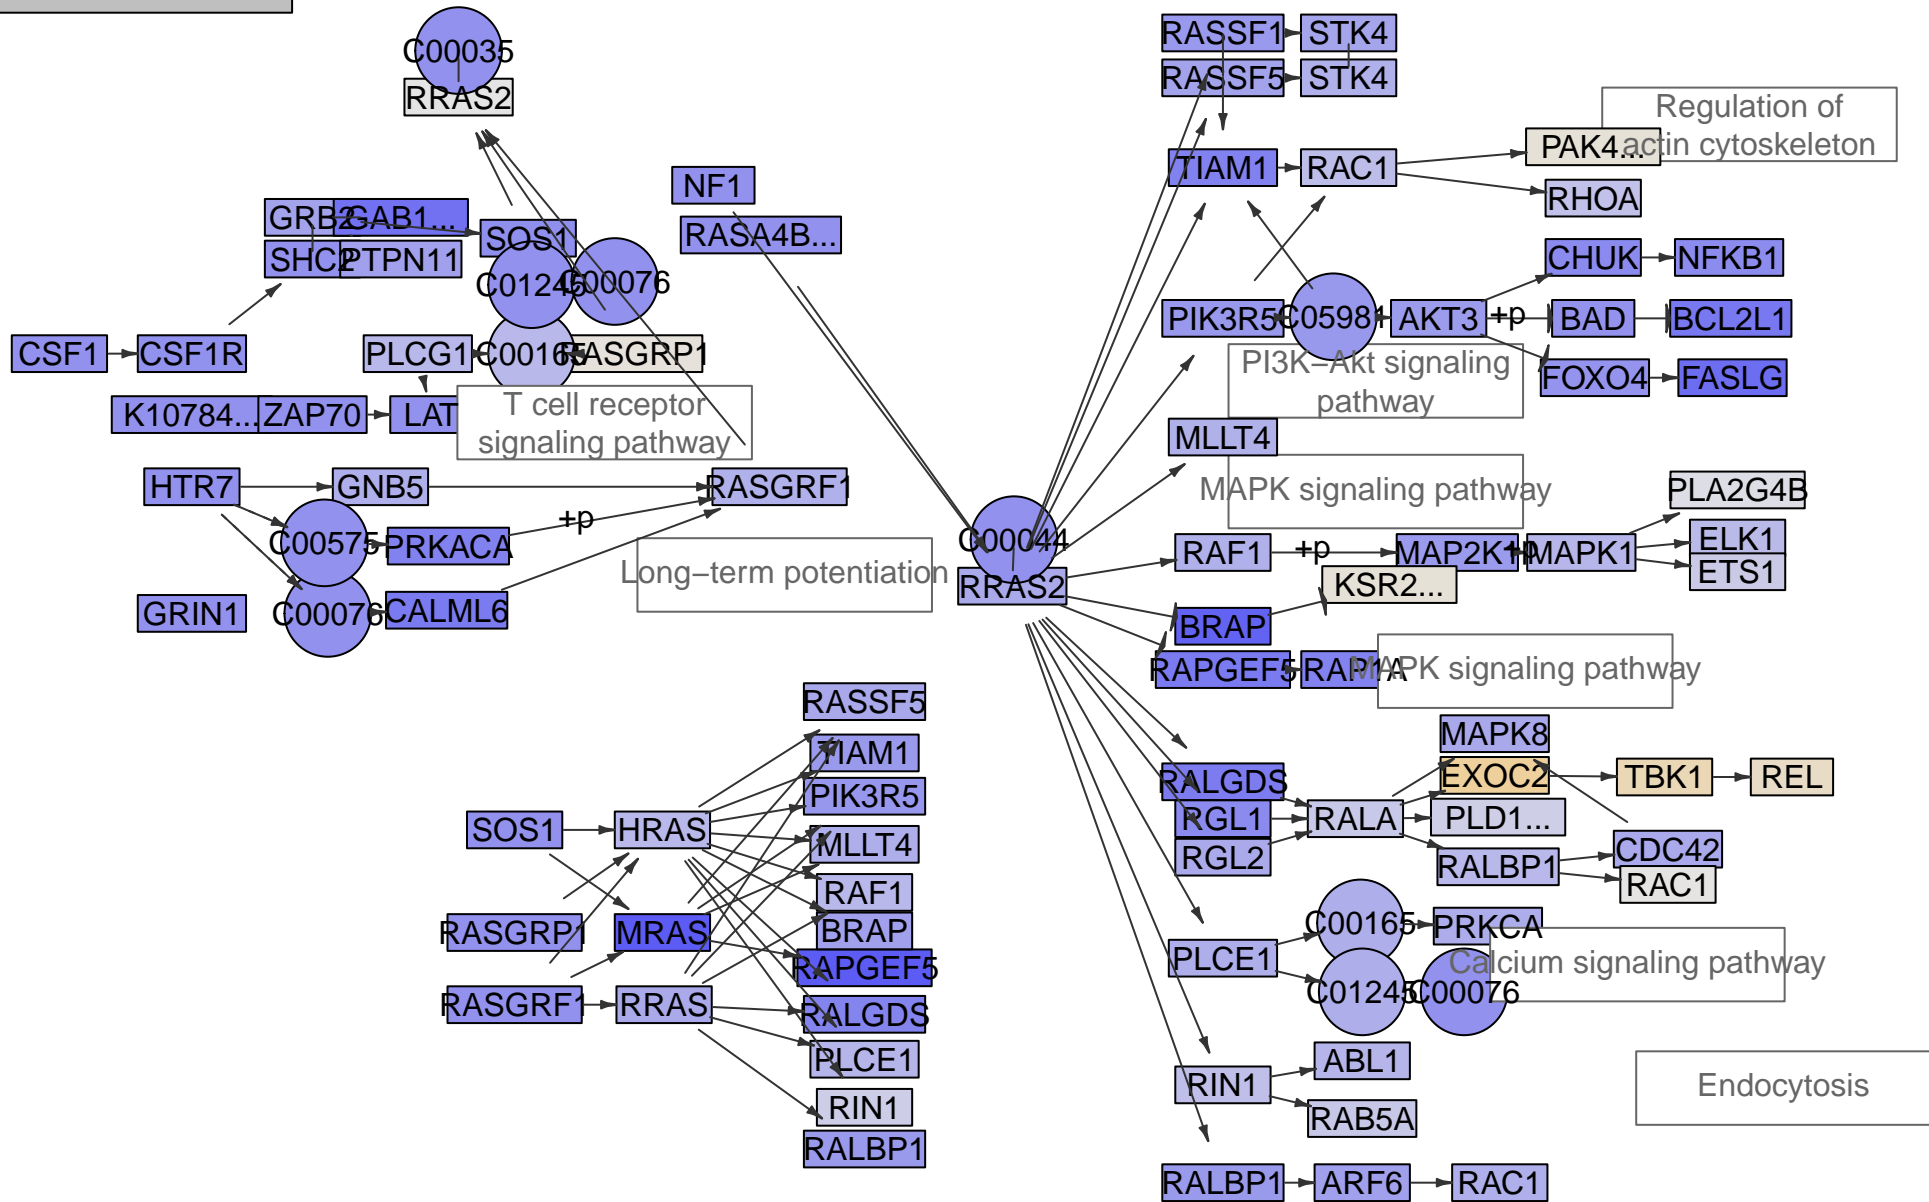 C00035
RRAS2
NF1
RASA4B...
GRB2
GAB1...
SOS1
SHC2
PTPN11
C01245
C00076
CSF1
CSF1R
PLCG1
C00165
RASGRP1
K10784...
ZAP70
LAT
T cell receptor
signaling pathway
HTR7
GNB5
RASGRF1
C00575
PRKACA
+p
GRIN1
C00076
CALML6
Long−term potentiation
C00044
RRAS2
RASSF1
STK4
RASSF5
STK4
Regulation of
actin cytoskeleton
PAK4...
TIAM1
RAC1
RHOA
CHUK
NFKB1
PIK3R5
C05981
AKT3
+p
BAD
BCL2L1
PI3K−Akt signaling
pathway
FOXO4
FASLG
MLLT4
MAPK signaling pathway
PLA2G4B
RAF1
+p
MAP2K1
+p
MAPK1
ELK1
ETS1
KSR2...
BRAP
RAPGEF5
RAP1A
MAPK signaling pathway
MAPK8
RALGDS
EXOC2
TBK1
REL
RGL1
RALA
PLD1...
RGL2
RALBP1
CDC42
RAC1
C00165
PRKCA
PLCE1
Calcium signaling pathway
C01245
C00076
ABL1
RIN1
RAB5A
Endocytosis
RALBP1
ARF6
RAC1
RASSF5
TIAM1
PIK3R5
SOS1
HRAS
MLLT4
RAF1
RASGRP1
MRAS
BRAP
RAPGEF5
RASGRF1
RRAS
RALGDS
PLCE1
RIN1
RALBP1